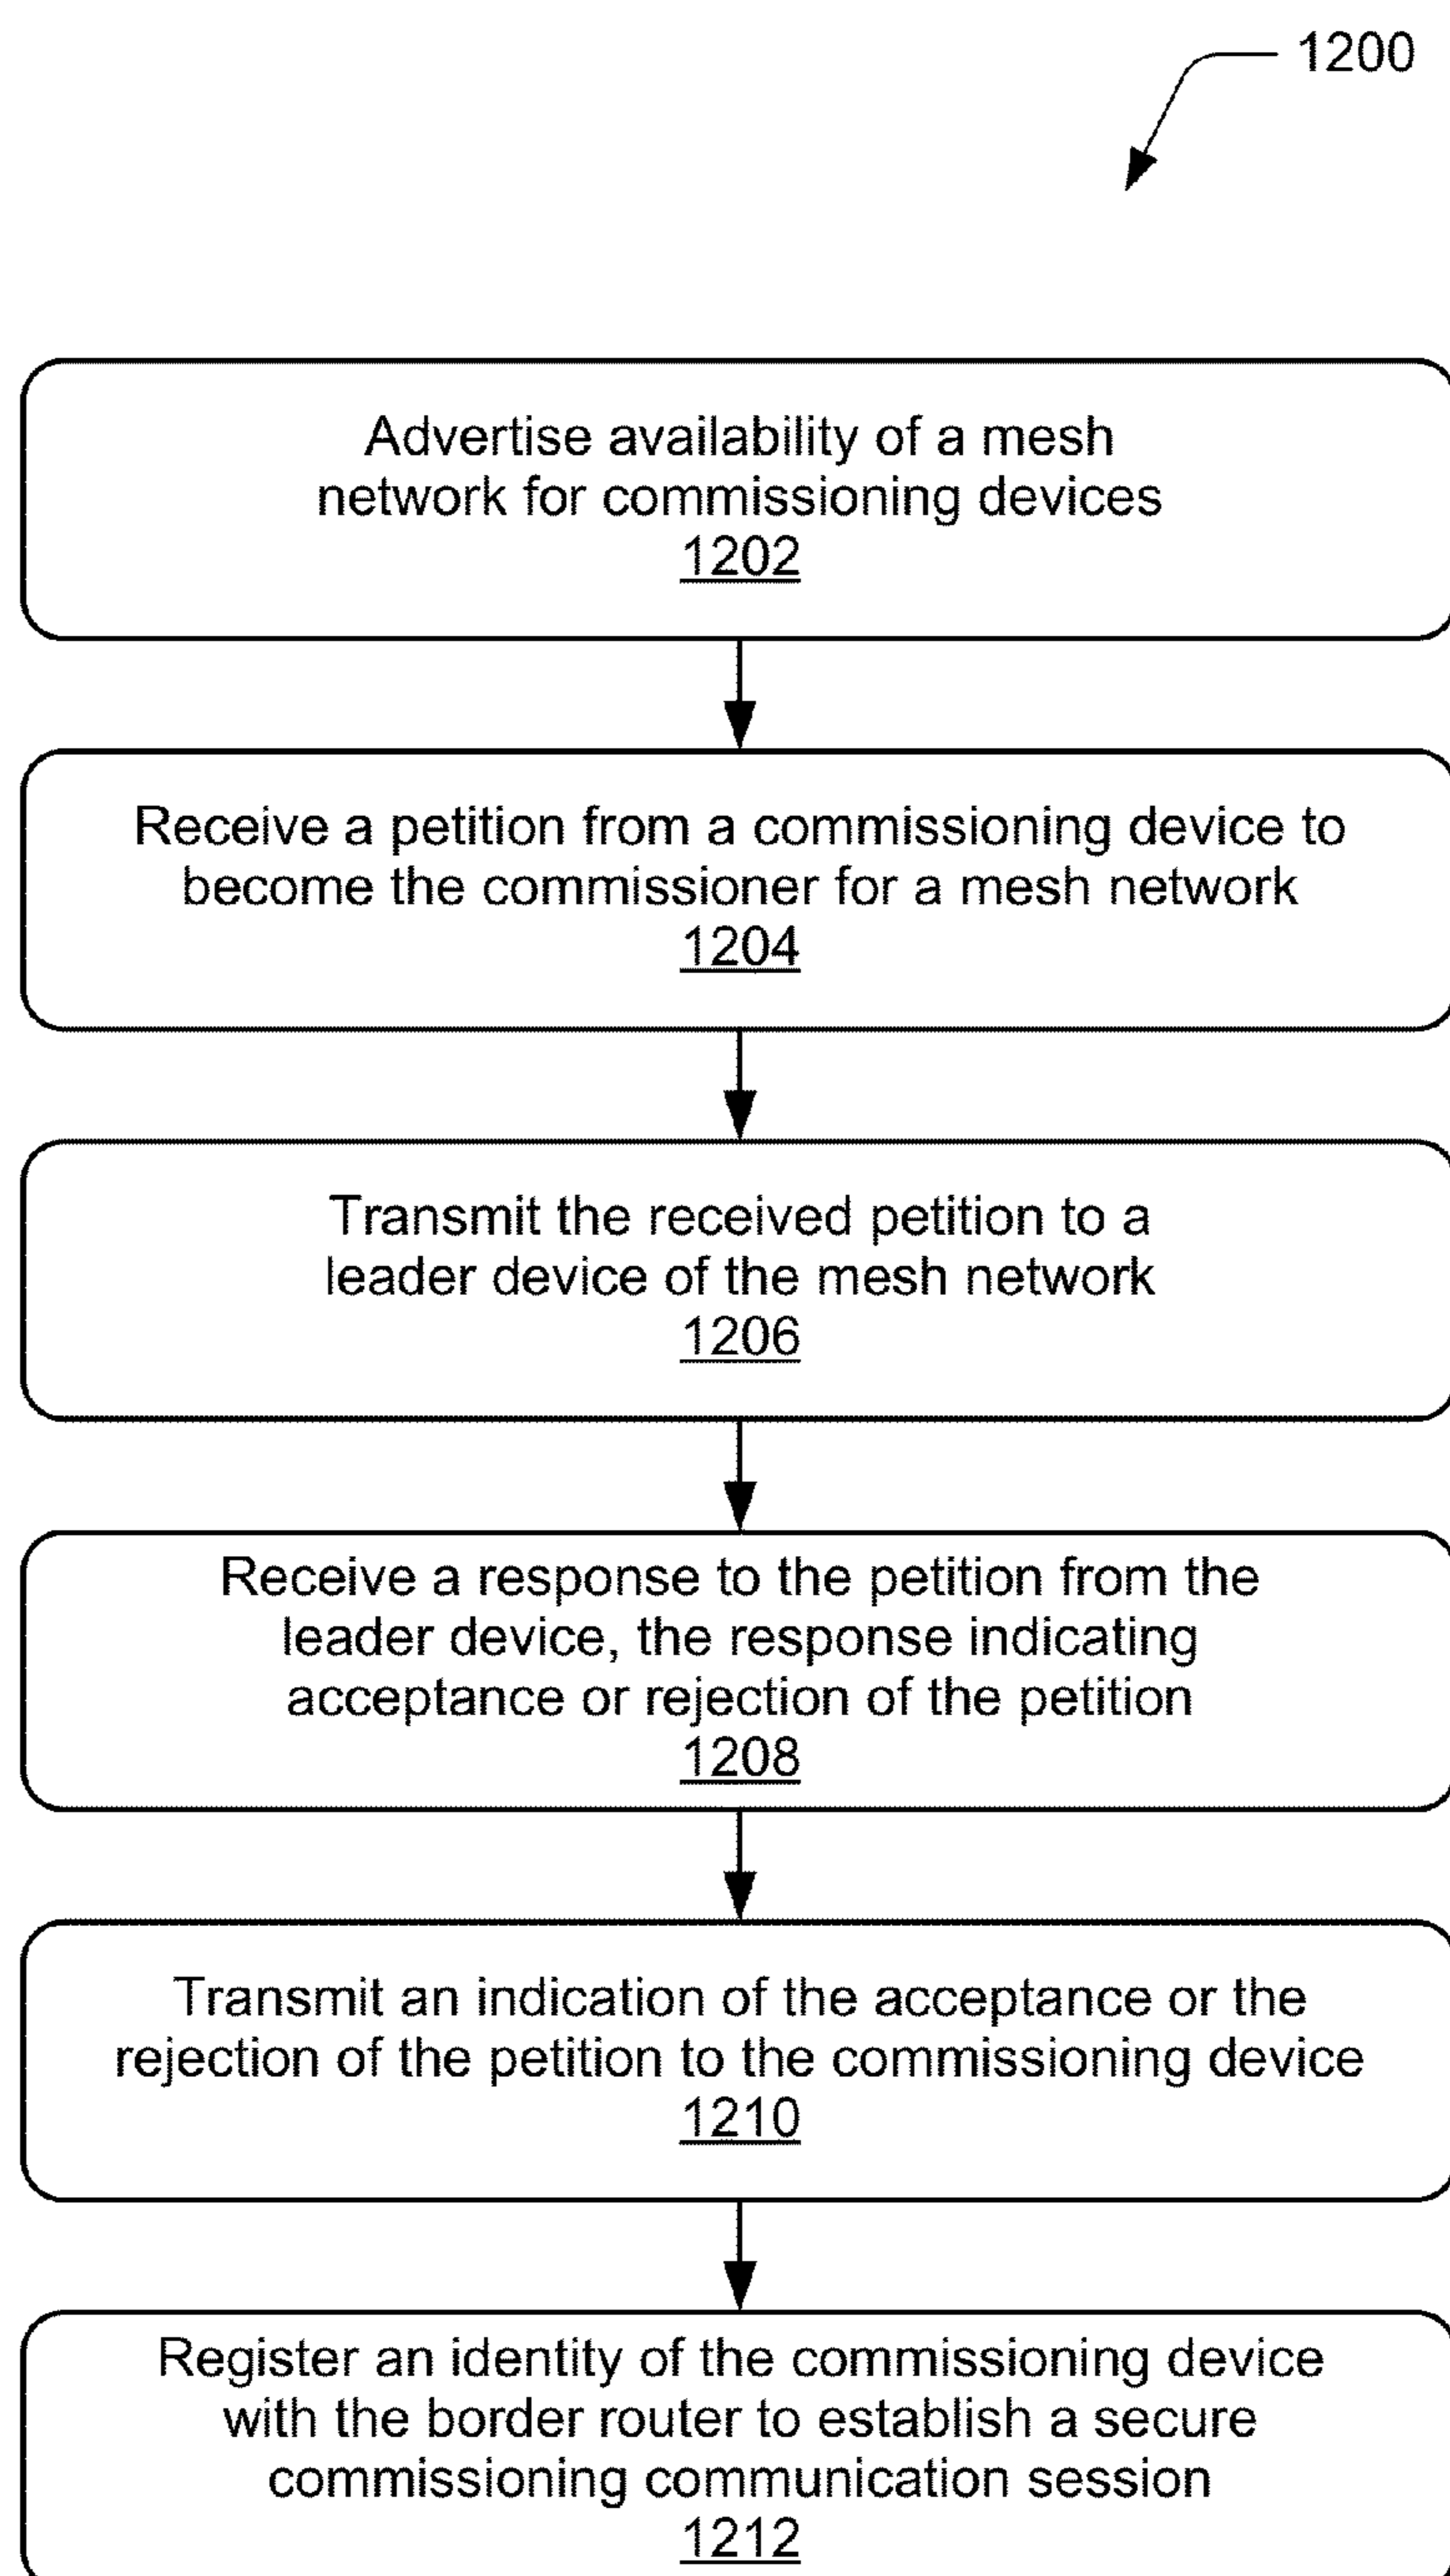 1200
Advertise availability of a mesh
network for commissioning devices
1202
Receive a petition from a commissioning device to
become the commissioner for a mesh network
1204
Transmit the received petition to a
leader device of the mesh network
1206
Receive a response to the petition from the
leader device, the response indicating
acceptance or rejection of the petition
1208
Transmit an indication of the acceptance or the
rejection of the petition to the commissioning device
1210
Register an identity of the commissioning device
with the border router to establish a secure
commissioning communication session
1212